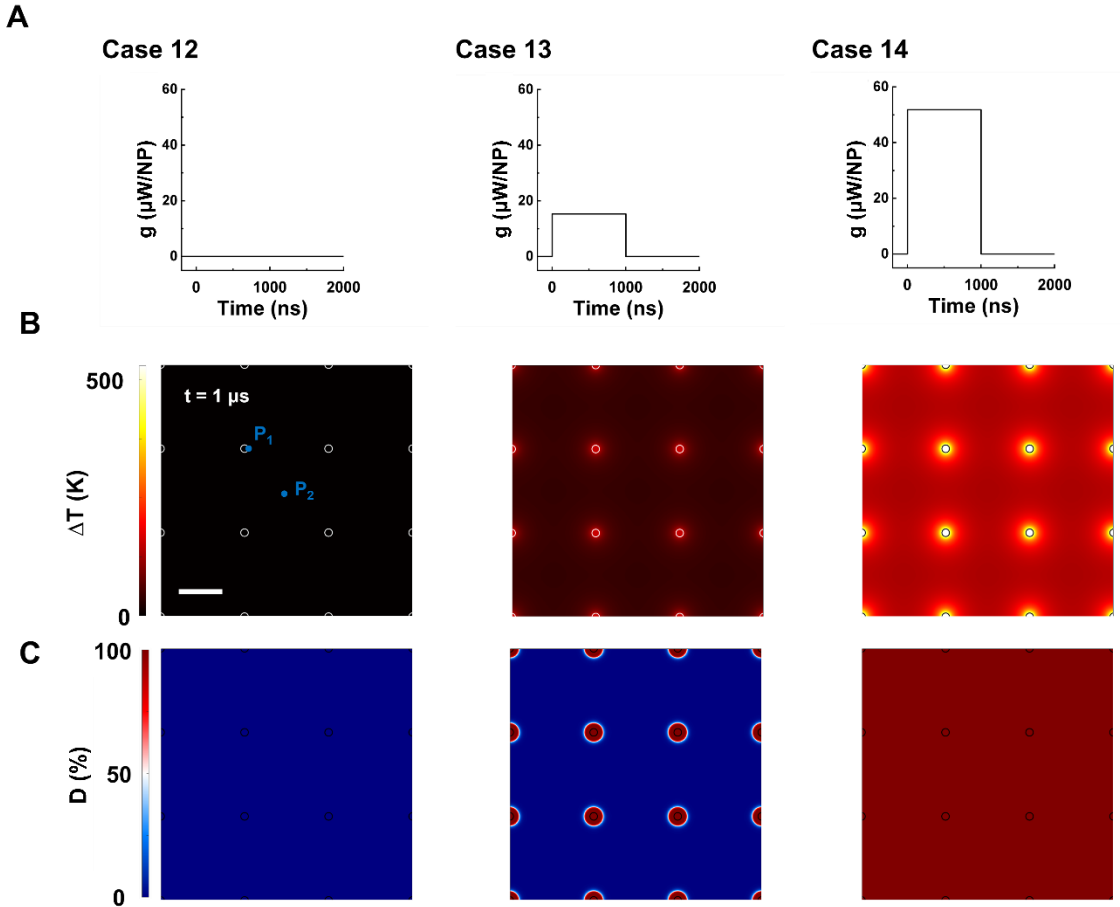 A
Case 12
Case 13
Case 14
60
40
20
0
g (µW/NP)
0
1000
2000
Time (ns)
60
40
20
0
g (µW/NP)
0
1000
2000
Time (ns)
60
40
20
0
g (µW/NP)
0
1000
2000
Time (ns)
B
500
0
ΔT (K)
t = 1 µs
P1
P2
C
100
50
0
D (%)